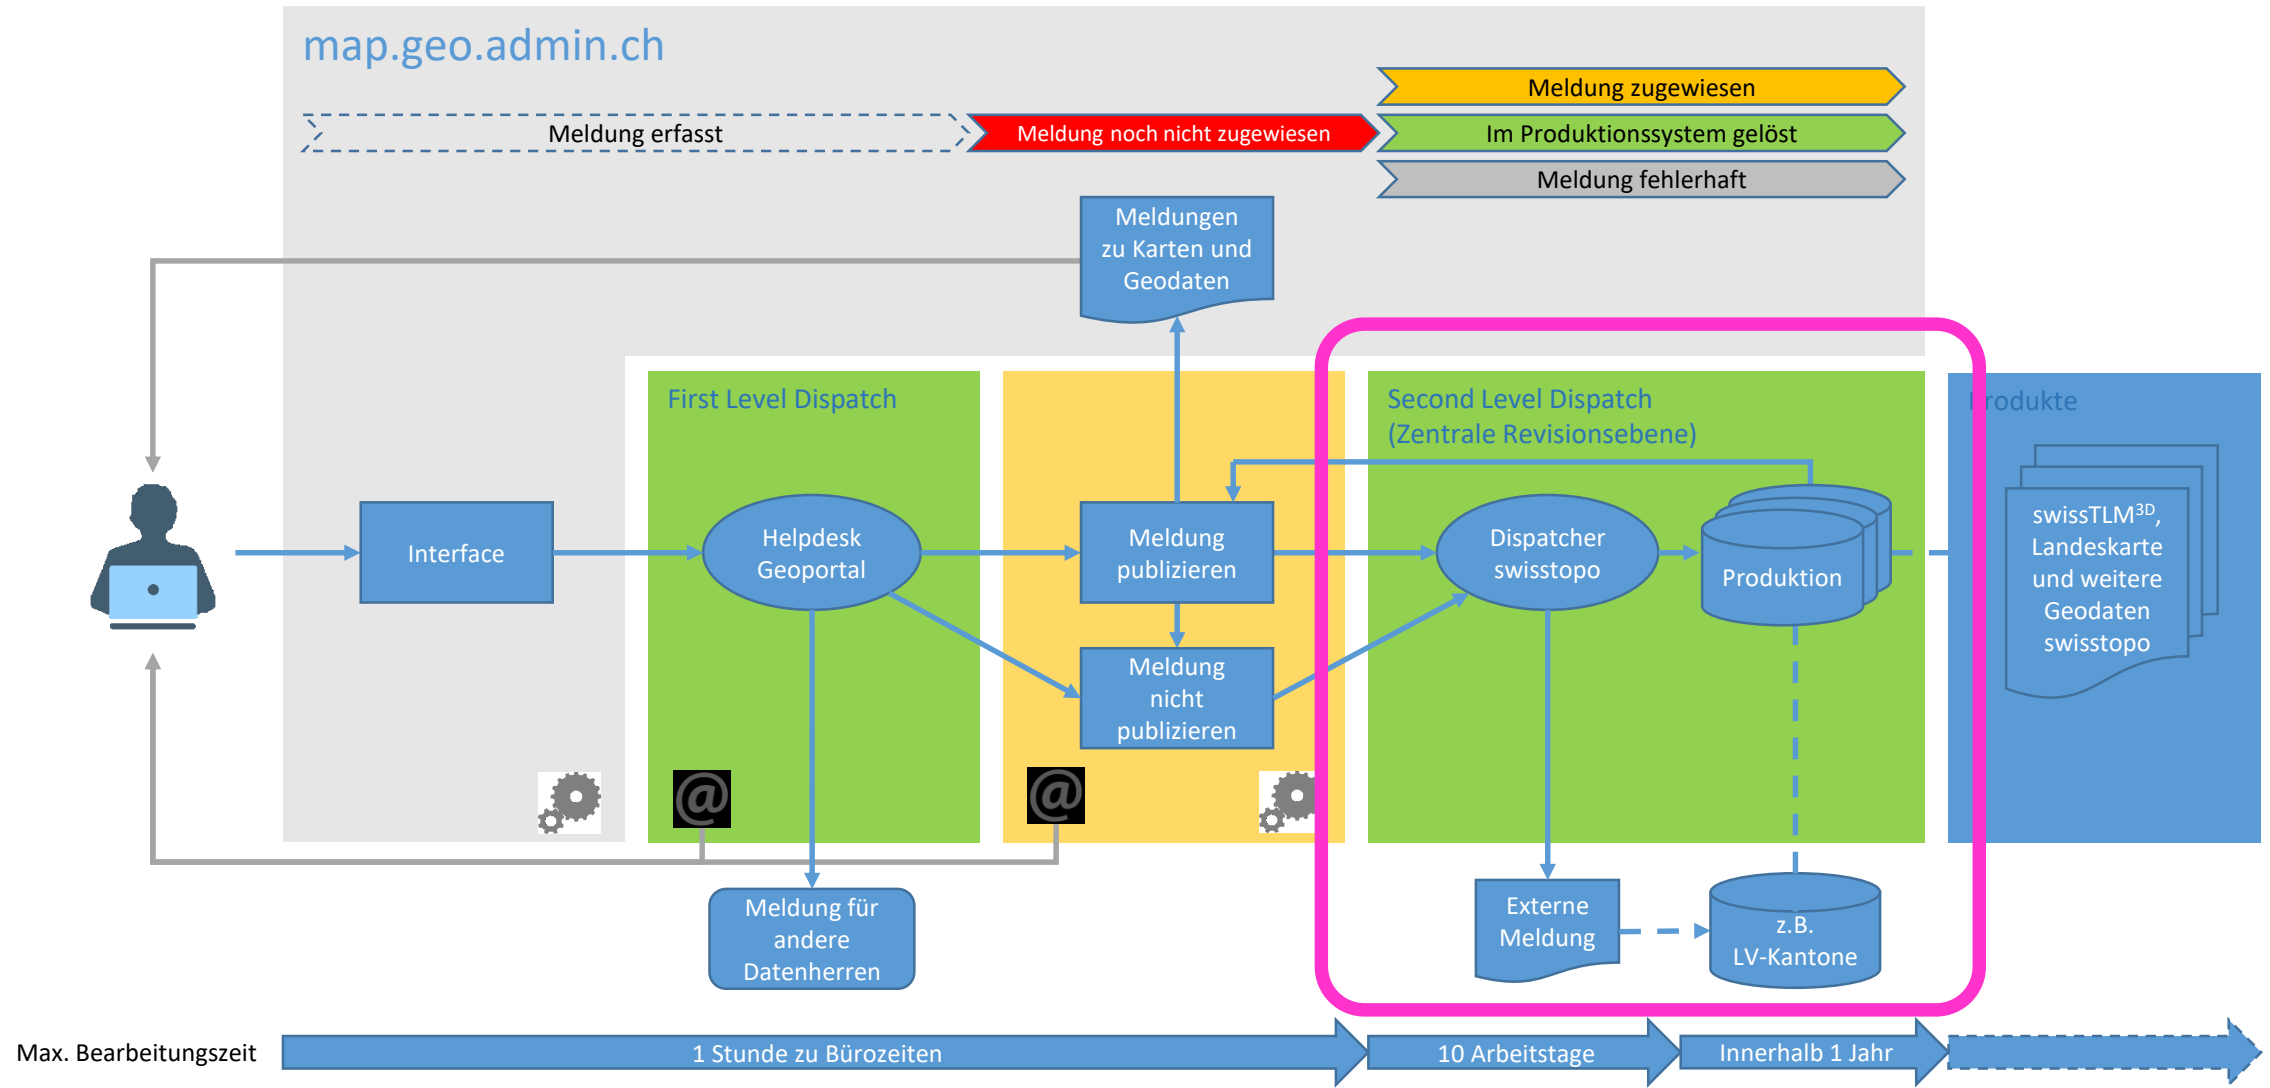 map.geo.admin.ch
Meldung zugewiesen
Meldung erfasst
Meldung noch nicht zugewiesen
Im Produktionssystem gelöst
Meldung fehlerhaft
Meldungen
zu Karten und
Geodaten
First Level Dispatch
Second Level Dispatch
(Zentrale Revisionsebene)
Produkte
Interface
Helpdesk
Geoportal
Meldung
publizieren
Dispatcher
swisstopo
Produktion
swissTLM3D,
Landeskarte
und weitere
Geodaten
swisstopo
Meldung
nicht
publizieren
@
@
Meldung für
andere
Datenherren
Externe
Meldung
z.B.
LV-Kantone
Max. Bearbeitungszeit
1 Stunde zu Bürozeiten
10 Arbeitstage
Innerhalb 1 Jahr